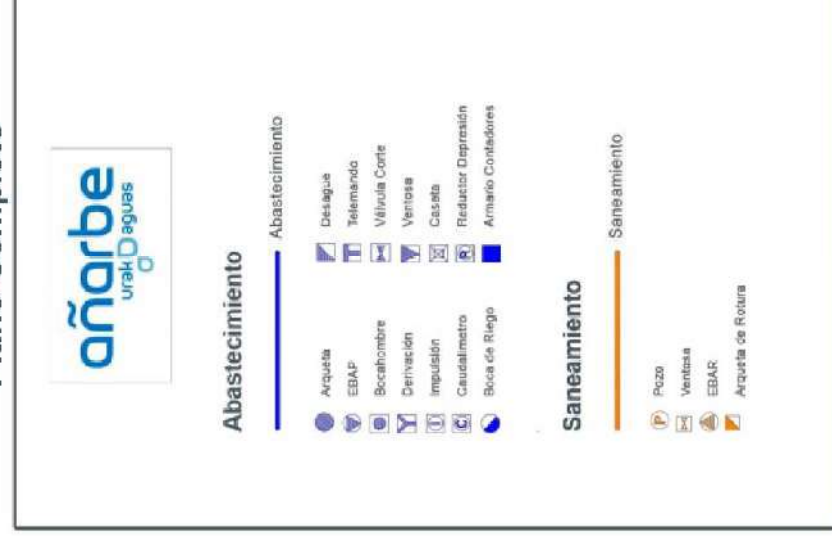 añarbe
urak aguas
Abastecimiento
Abastecimiento
Arqueta
EBAP
Bocahombre
Derivación
Impulsión
Caudalímetro
Boca de Riego
Desague
Telemando
Válvula Corte
Ventosa
Caseta
Reductor Depresión
Armario Contadores
Saneamiento
Saneamiento
Pozo
Ventosa
EBAR
Arqueta de Rotura